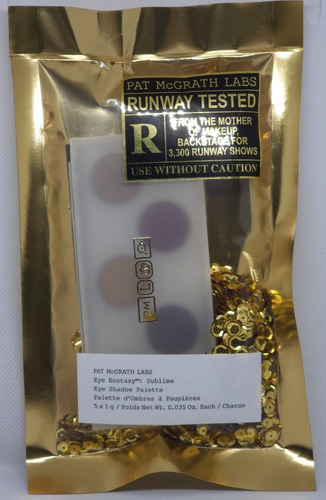 PAT McGRATH LABS
RUNWAY TESTED
R
FROM THE MOTHER
OF MAKEUP,
BACKSTAGE FOR
3,300 RUNWAY SHOWS
USE WITHOUT CAUTION
PM
L
PAT McGRATH LABS
Eye Ecstasy™: Sublime
Eye Shadow Palette
Palette d'Ombres à Paupières
5 x 1g / Poids Net Wt. 0.035 Oz. Each / Chacun